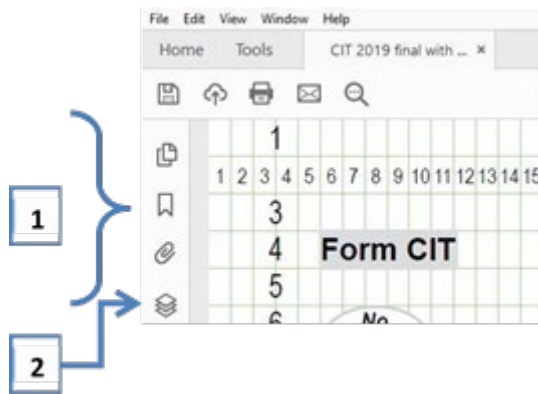 File Edit View Window Help
Home Tools CIT 2019 final with ... ×
1
1 2 3 4 5 6 7 8 9 10 11 12 13 14 15
3
4 Form CIT
5
6 No
1
2